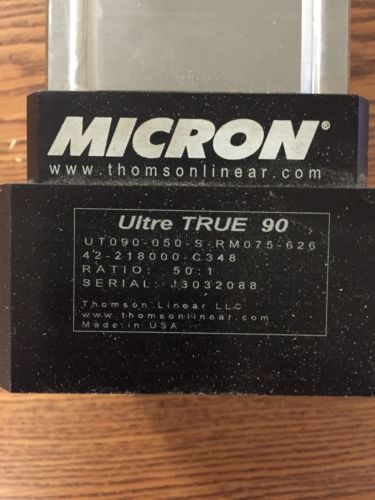 MICRON®
www.thomsonlinear.com
Ultre TRUE 90
UT090-050-S-RM075-626
42-218000-C348
RATIO: 50:1
SERIAL: J3032088
Thomson Linear LLC
www.thomsonlinear.com
Made in USA